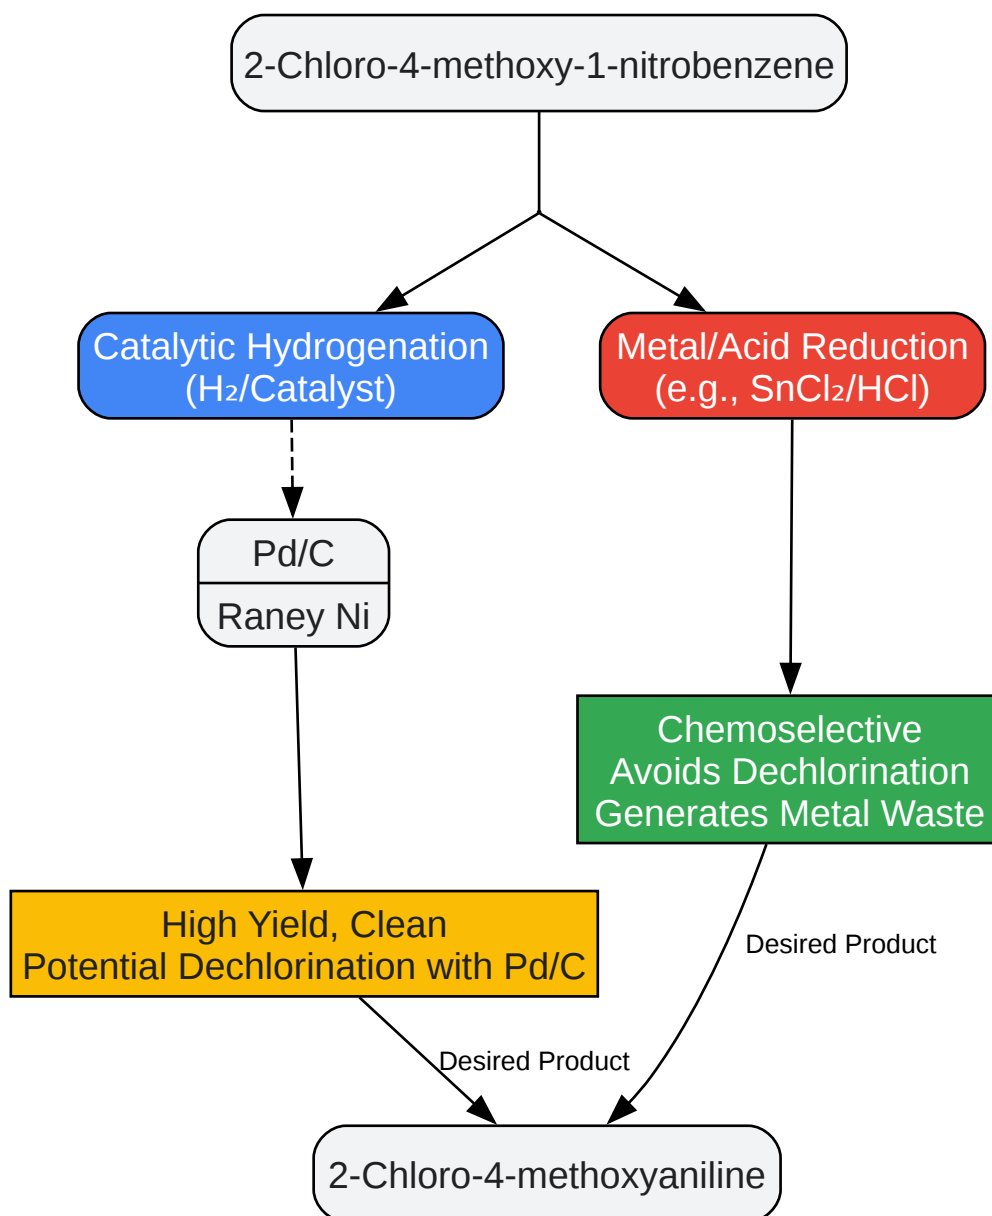 2-Chloro-4-methoxy-1-nitrobenzene
Catalytic Hydrogenation
(H₂/Catalyst)
Metal/Acid Reduction
(e.g., SnCl₂/HCl)
Pd/C
Raney Ni
Chemoselective
Avoids Dechlorination
Generates Metal Waste
High Yield, Clean
Potential Dechlorination with Pd/C
Desired Product
Desired Product
2-Chloro-4-methoxyaniline